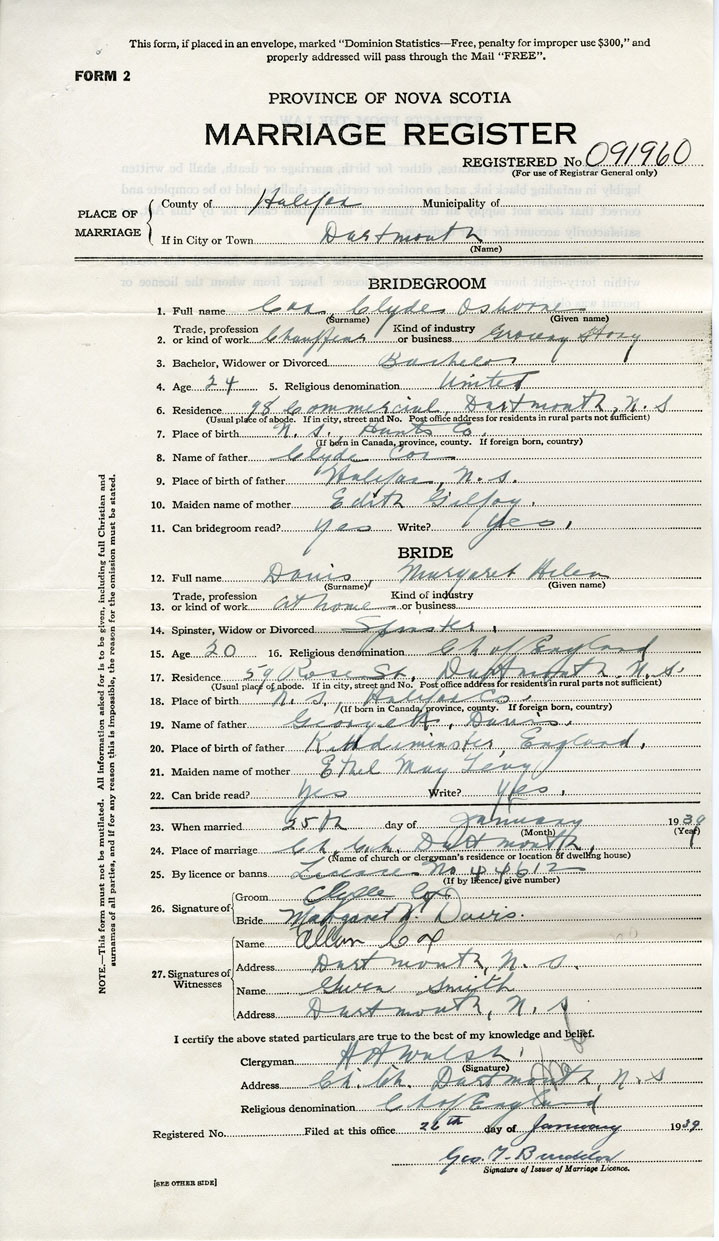 This form, if placed in an envelope, marked "Dominion Statistics—Free, penalty for improper use $300," and
properly addressed will pass through the Mail "FREE".
FORM 2
PROVINCE OF NOVA SCOTIA
MARRIAGE REGISTER
REGISTERED No. 091960
(For use of Registrar General only)
PLACE OF MARRIAGE
County of Halifax Municipality of
If in City or Town Dartmouth
(Name)
BRIDEGROOM
1. Full name Cox Clyde Osborne
(Surname) (Given name)
2. Trade, profession or kind of work Chauffeur Kind of industry or business Grocery Story
3. Bachelor, Widower or Divorced Bachelor
4. Age 24 5. Religious denomination United
6. Residence 98 Commercial, Dartmouth, N.S
(Usual place of abode. If in city, street and No. Post office address for residents in rural parts not sufficient)
7. Place of birth N.S., Hants Co.
(If born in Canada, province, county. If foreign born, country)
8. Name of father Clyde Cox
9. Place of birth of father Halifax, N.S.
10. Maiden name of mother Edith Gilfoy.
11. Can bridegroom read? Yes Write? Yes.
BRIDE
12. Full name Davis, Margaret Helen
(Surname) (Given name)
13. Trade, profession or kind of work at home Kind of industry or business
14. Spinster, Widow or Divorced Spinster
15. Age 20 16. Religious denomination Ch of England
17. Residence 59 Rose St., Dartmouth, N.S.
(Usual place of abode. If in city, street and No. Post office address for residents in rural parts not sufficient)
18. Place of birth N.S. Halifax Co.
(If born in Canada, province, county. If foreign born, country)
19. Name of father George A. Davis.
20. Place of birth of father England.
21. Maiden name of mother Ethel May Levy
22. Can bride read? Yes Write? Yes.
23. When married 25th day of January 1939
(Month) (Year)
24. Place of marriage Ch. Ch. Dartmouth,
(Name of church or clergyman's residence or location of dwelling house)
25. By licence or banns License No 44612
(If by licence, give number)
26. Signature of
Groom Clyde Cox
Bride Margaret H Davis.
27. Signatures of Witnesses
Name Allan Cox
Address Dartmouth, N.S.
Name Gwen Smith
Address Dartmouth, N.S
I certify the above stated particulars are true to the best of my knowledge and belief.
Clergyman H A Walsh.
(Signature)
Address Ch. Ch. Dartmouth, N.S
Religious denomination Ch of England
Registered No. Filed at this office 26th day of January 1939
Geo. T.
Signature of Issuer of Marriage Licence.
[SEE OTHER SIDE]
NOTE.—This form must not be mutilated. All information asked for is to be given, including full Christian and
surnames of all parties, and if for any reason this is impossible, the reason for the omission must be stated.